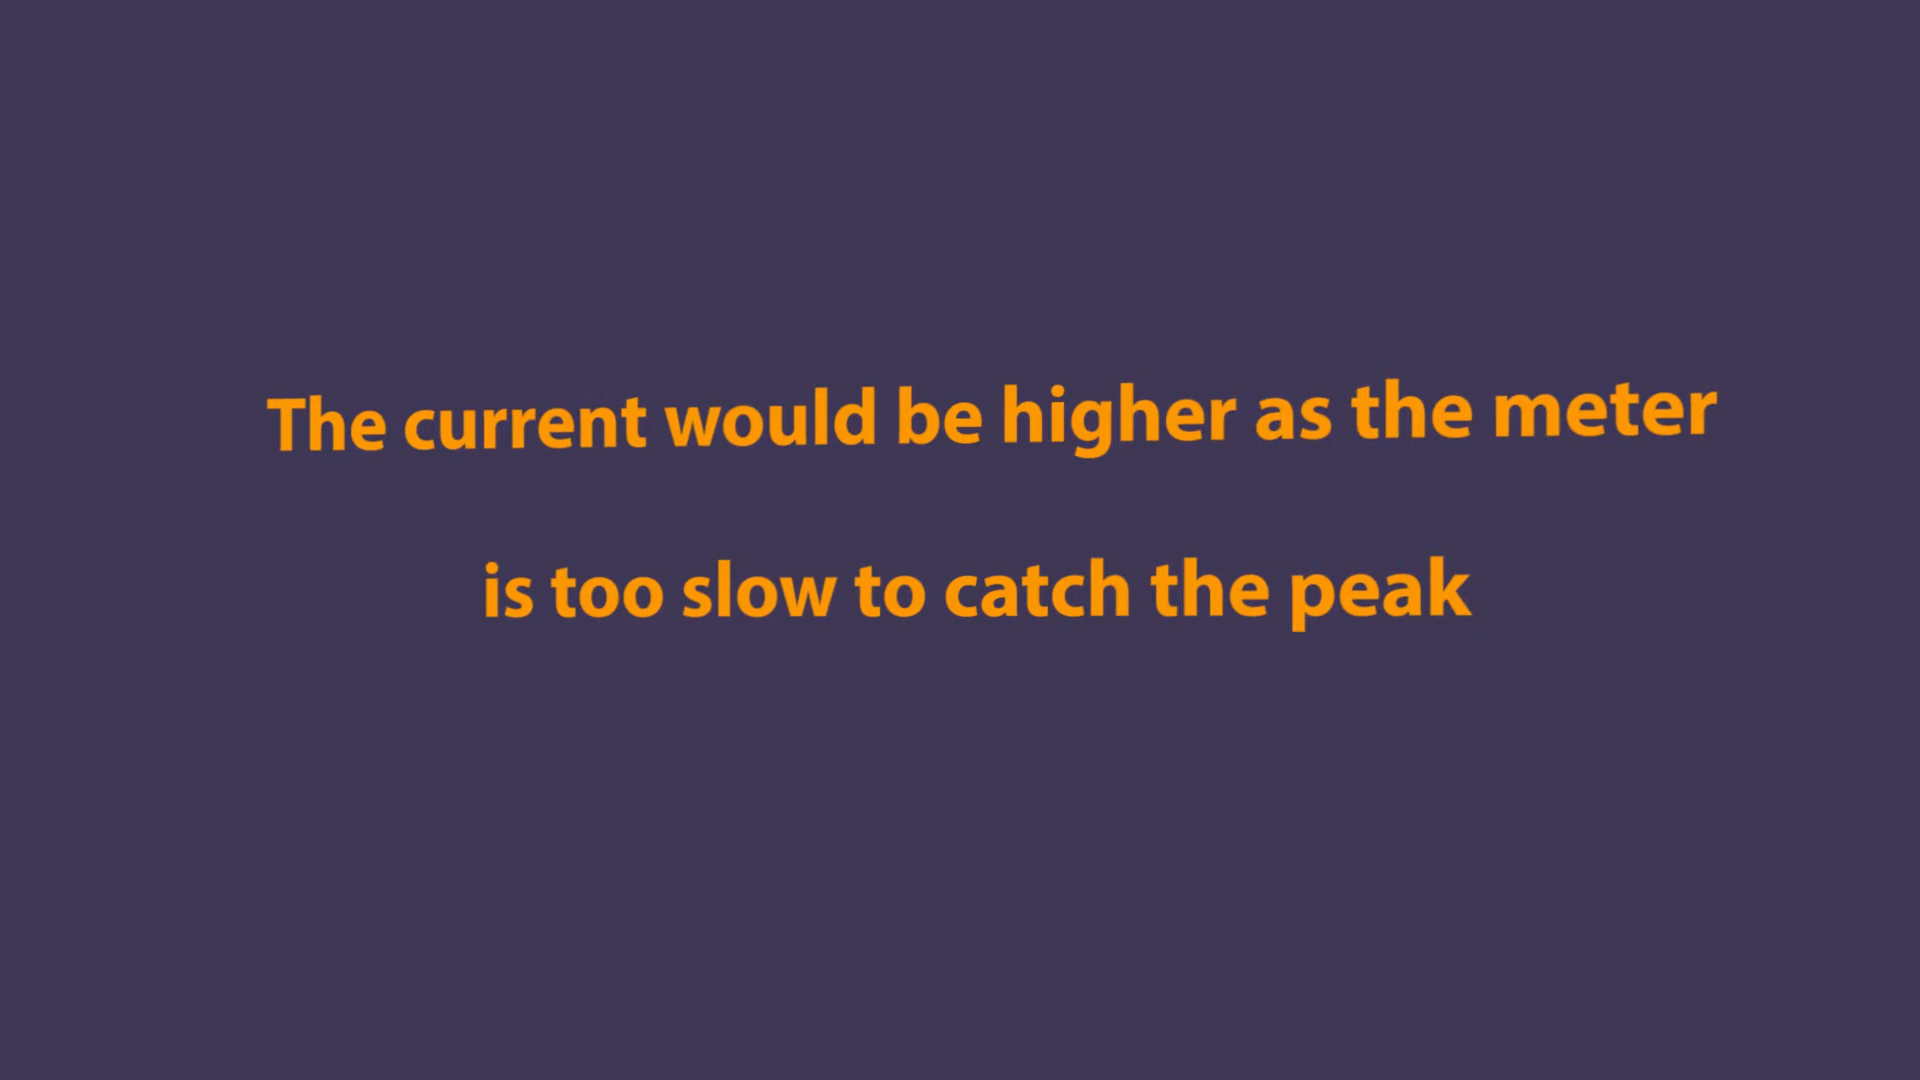 The current would be higher as the meter
is too slow to catch the peak